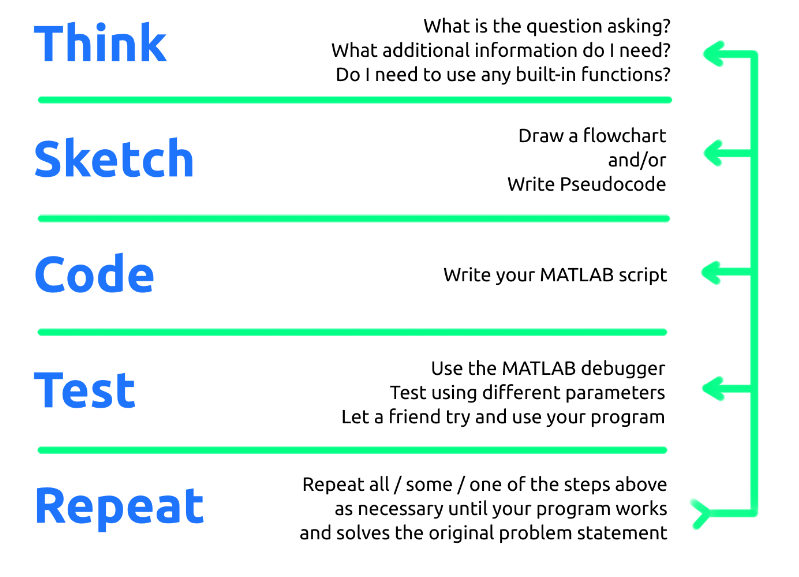 Think
What is the question asking?
What additional information do I need?
Do I need to use any built-in functions?
Sketch
Draw a flowchart
and/or
Write Pseudocode
Code
Write your MATLAB script
Test
Use the MATLAB debugger
Test using different parameters
Let a friend try and use your program
Repeat
Repeat all / some / one of the steps above
as necessary until your program works
and solves the original problem statement